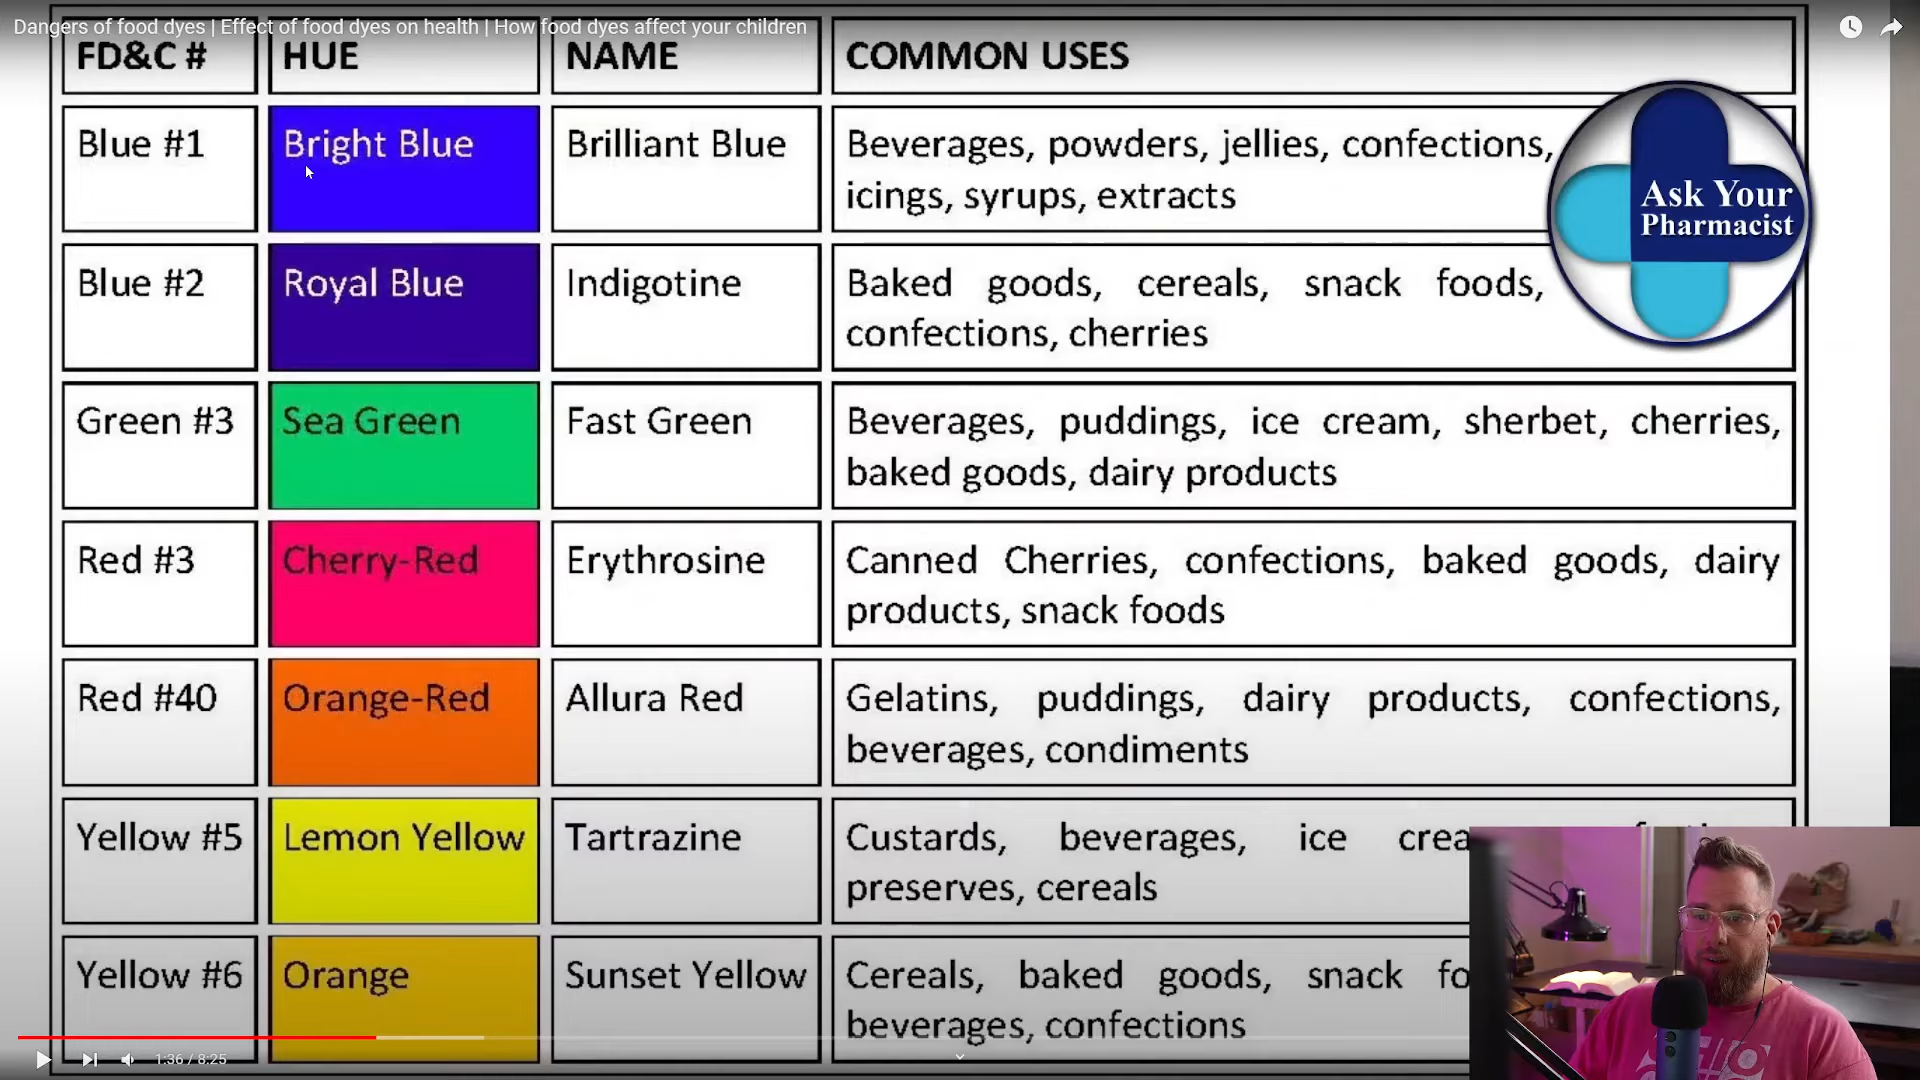 Dangers of food dyes | Effect of food dyes on health | How food dyes affect your children
FD&C # HUE NAME COMMON USES
Blue #1 Bright Blue Brilliant Blue Beverages, powders, jellies, confections,
icings, syrups, extracts
Ask Your
Pharmacist
Blue #2 Royal Blue Indigotine Baked goods, cereals, snack foods,
confections, cherries
Green #3 Sea Green Fast Green Beverages, puddings, ice cream, sherbet, cherries,
baked goods, dairy products
Red #3 Cherry-Red Erythrosine Canned Cherries, confections, baked goods, dairy
products, snack foods
Red #40 Orange-Red Allura Red Gelatins, puddings, dairy products, confections,
beverages, condiments
Yellow #5 Lemon Yellow Tartrazine Custards, beverages, ice
preserves, cereals
Yellow #6 Orange Sunset Yellow Cereals, baked goods, snack
beverages, confections
1:36 / 8:25